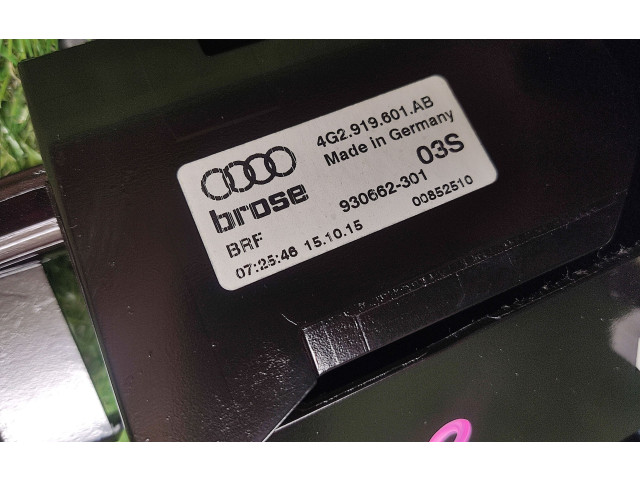 4G2.919.601.AB
Made in Germany
brose
930662-301 03S
BRF
00852510
07:25:46 15.10.15